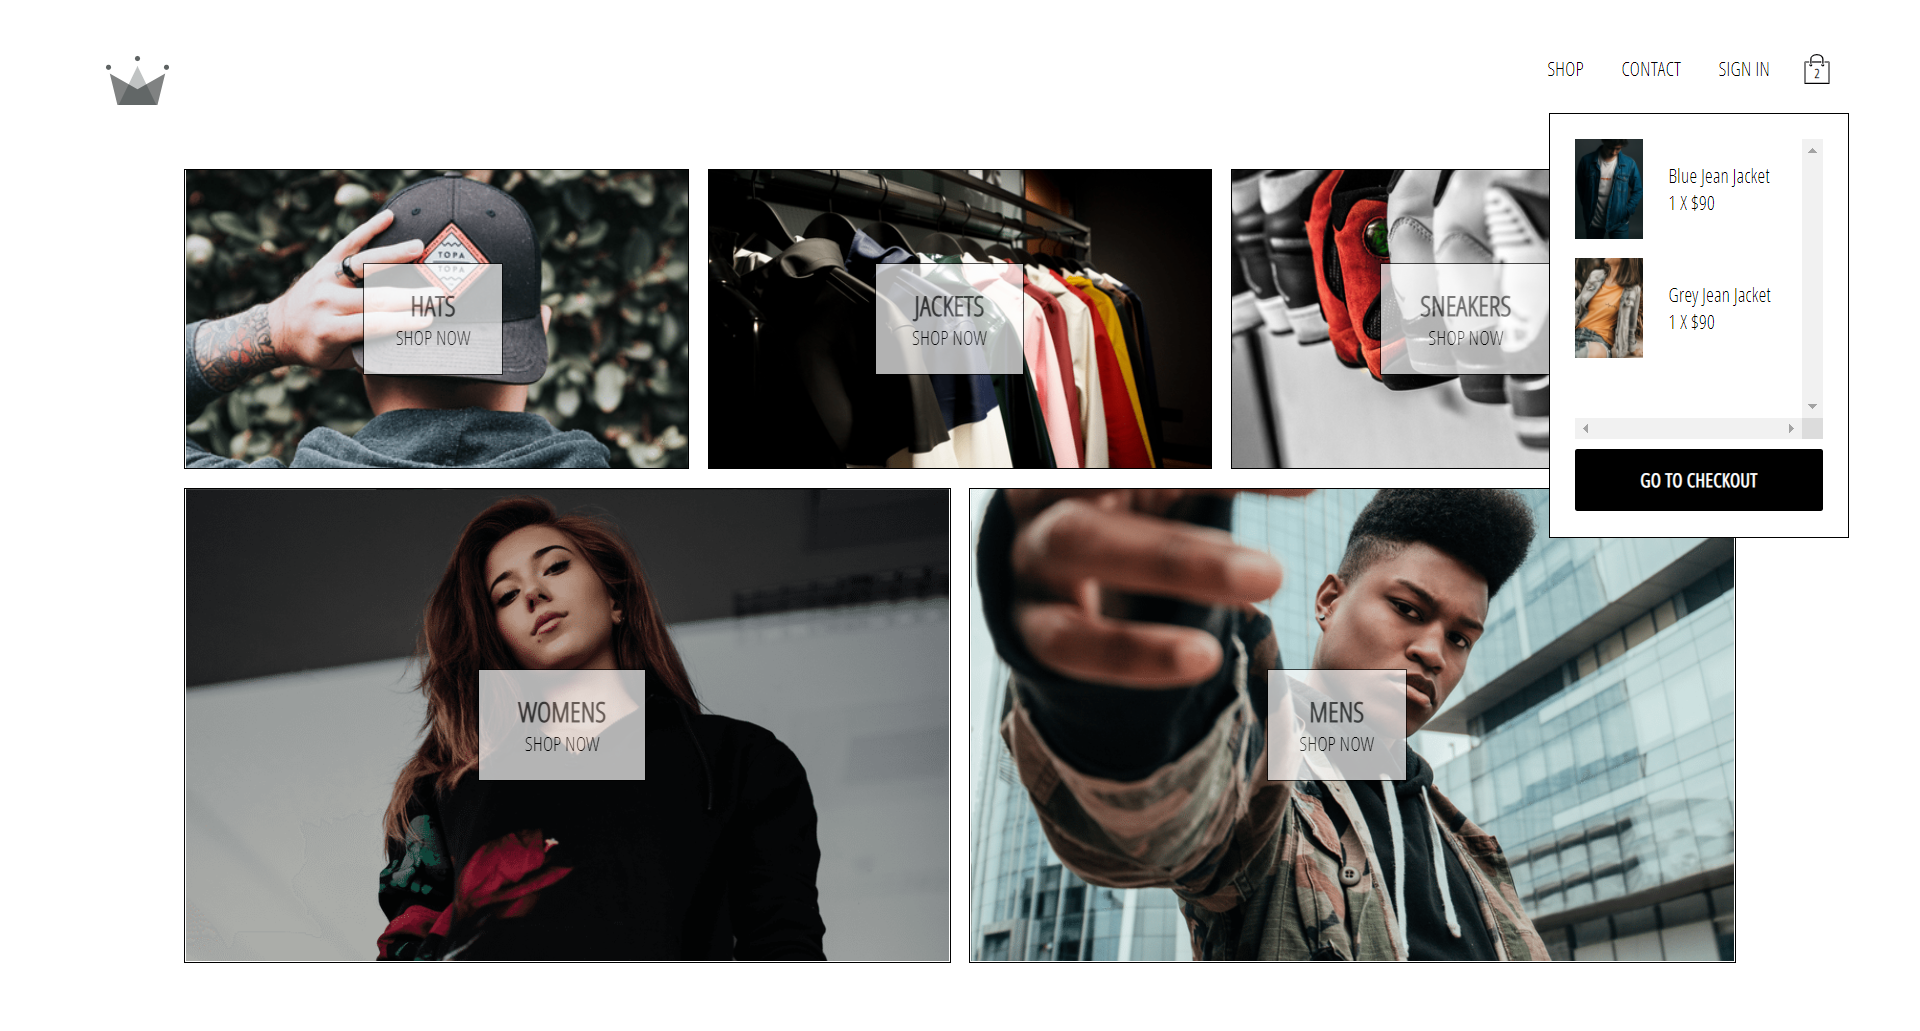 SHOP
CONTACT
SIGN IN
2
Blue Jean Jacket
1 X $90
Grey Jean Jacket
1 X $90
GO TO CHECKOUT
TOPA
TOPA
HATS
SHOP NOW
JACKETS
SHOP NOW
SNEAKERS
SHOP NOW
WOMENS
SHOP NOW
MENS
SHOP NOW